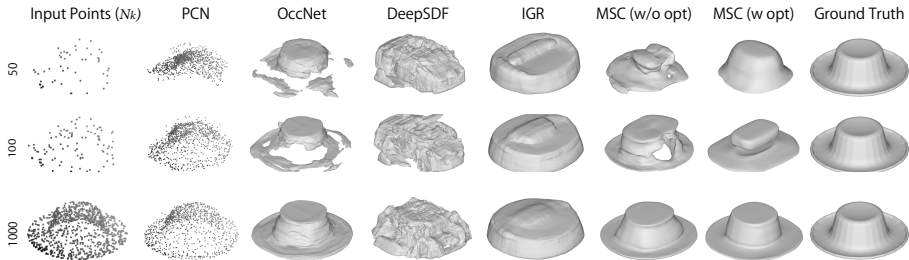 Input Points (Nk) PCN OccNet DeepSDF IGR MSC (w/o opt) MSC (w opt) Ground Truth
50
100
1000